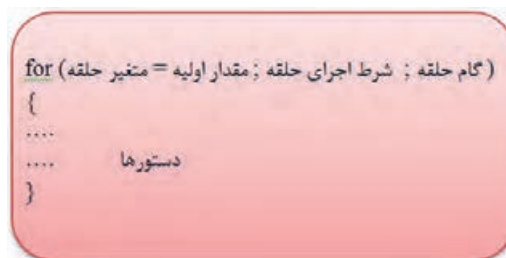 for (متغیر حلقه = مقدار اولیه ; شرط اجرای حلقه ; گام حلقه)
{
....
.... دستورها
}